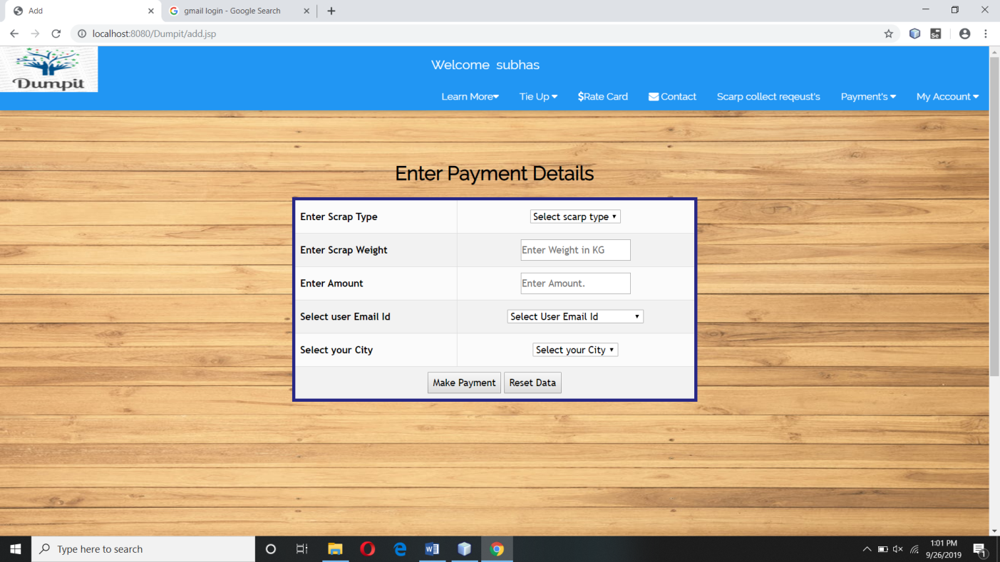 Add
gmail login - Google Search
localhost:8080/Dumpit/add.jsp
Se
Dumpit
Welcome subhas
Learn More
Tie Up
$Rate Card
Contact
Scarp collect reqeust's
Payment's
My Account
Enter Payment Details
Enter Scrap Type
Select scarp type
Enter Scrap Weight
Enter Weight in KG
Enter Amount
Enter Amount.
Select user Email Id
Select User Email Id
Select your City
Select your City
Make Payment
Reset Data
Type here to search
1:01 PM
9/26/2019
1